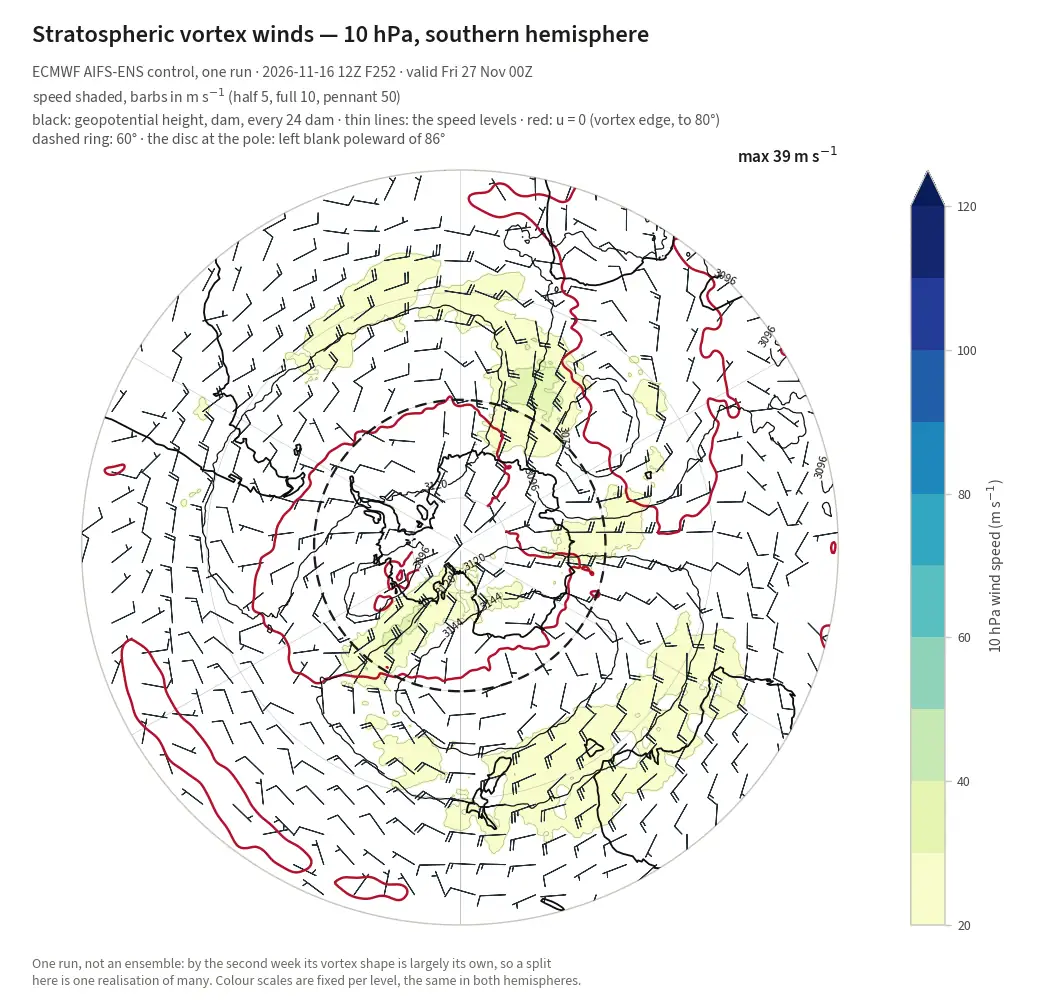 Stratospheric vortex winds — 10 hPa, southern hemisphere
ECMWF AIFS-ENS control, one run · 2026-11-16 12Z F252 · valid Fri 27 Nov 00Z
speed shaded, barbs in m s⁻¹ (half 5, full 10, pennant 50)
black: geopotential height, dam, every 24 dam · thin lines: the speed levels · red: u = 0 (vortex edge, to 80°)
dashed ring: 60° · the disc at the pole: left blank poleward of 86°
max 39 m s⁻¹
120
100
80
60
40
20
10 hPa wind speed (m s⁻¹)
3096
3096
3096
3096
3120
3096
3120
3144
3144
One run, not an ensemble: by the second week its vortex shape is largely its own, so a split
here is one realisation of many. Colour scales are fixed per level, the same in both hemispheres.